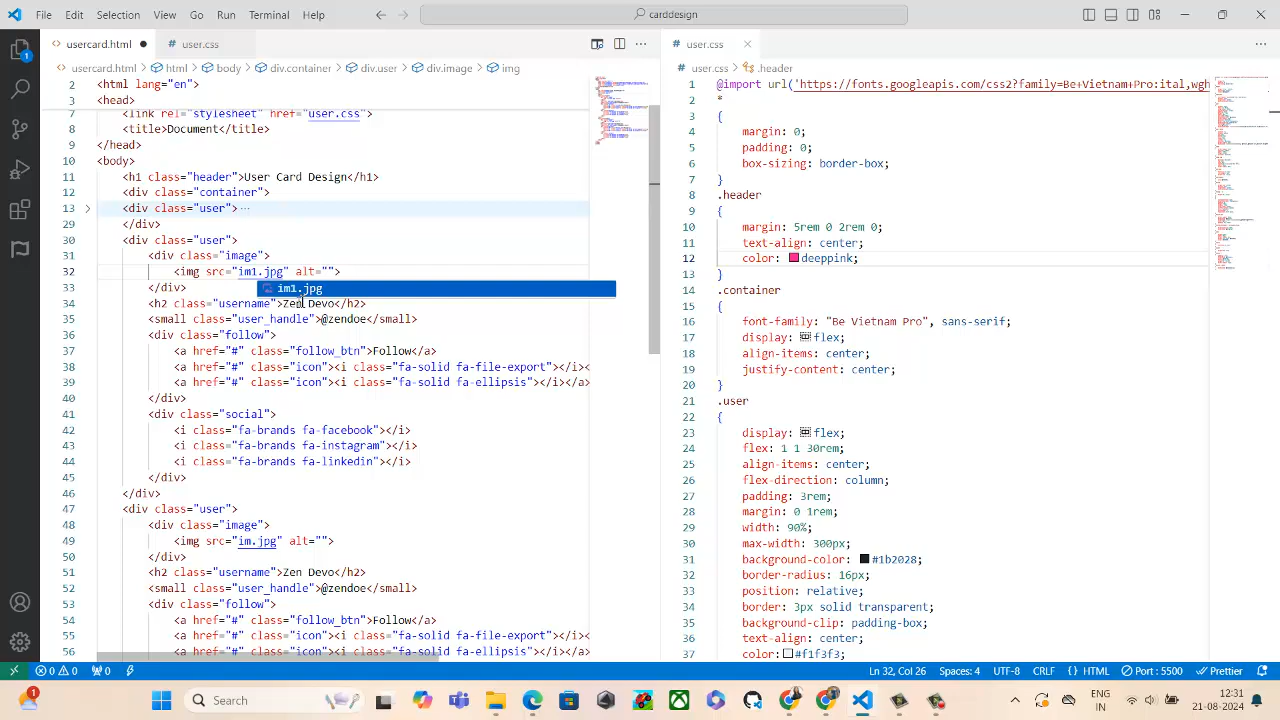 File Edit Selection View Go Run Terminal Help
carddesign
usercard.html
user.css
user.css
usercard.html > html > body > div.container > div.user > div.image > img
user.css > .header
2 <html lang="en">
3 <head>
8 <link rel="stylesheet" href="user.css">
<title>Document</title>
</head>
10 <body>
11 <h1 class="header">User Card Design</h1>
12 <div class="container">
13 <div class="user"> ...
29 </div>
30 <div class="user">
31 <div class="image">
32 <img src="im1.jpg" alt="">
im1.jpg
33 </div>
34 <h2 class="username">Zen Devo</h2>
35 <small class="user_handle">@zendoe</small>
36 <div class="follow">
37 <a href="#" class="follow_btn">Follow</a>
38 <a href="#" class="icon"><i class="fa-solid fa-file-export"></i><
39 <a href="#" class="icon"><i class="fa-solid fa-ellipsis"></i></a>
40 </div>
41 <div class="social">
42 <i class="fa-brands fa-facebook"></i>
43 <i class="fa-brands fa-instagram"></i>
44 <i class="fa-brands fa-linkedin"></i>
45 </div>
46 </div>
47 <div class="user">
48 <div class="image">
49 <img src="im.jpg" alt="">
50 </div>
51 <h2 class="username">Zen Devo</h2>
52 <small class="user_handle">@zendoe</small>
53 <div class="follow">
54 <a href="#" class="follow_btn">Follow</a>
55 <a href="#" class="icon"><i class="fa-solid fa-file-export"></i><
56 <a href="#" class="icon"><i class="fa-solid fa-ellipsis"></i></a>
1 @import url('https://fonts.googleapis.com/css2?family=Be+Vietnam+Pro:ital,wgh
2 *
3 {
4 margin: 0;
5 padding: 0;
6 box-sizing: border-box;
7 }
8 .header
9 {
10 margin: 3rem 0 2rem 0;
11 text-align: center;
12 color: deeppink;
13 }
14 .container
15 {
16 font-family: "Be Vietnam Pro", sans-serif;
17 display: flex;
18 align-items: center;
19 justify-content: center;
20 }
21 .user
22 {
23 display: flex;
24 flex: 1 1 30rem;
25 align-items: center;
26 flex-direction: column;
27 padding: 3rem;
28 margin: 0 1rem;
29 width: 90%;
30 max-width: 300px;
31 background-color: #1b2028;
32 border-radius: 16px;
33 position: relative;
34 border: 3px solid transparent;
35 background-clip: padding-box;
36 text-align: center;
37 color: #f1f3f3;
0 0 0 Ln 32, Col 26 Spaces: 4 UTF-8 CRLF {} HTML Port : 5500 Prettier
Search
ENG
IN
12:31
21-08-2024